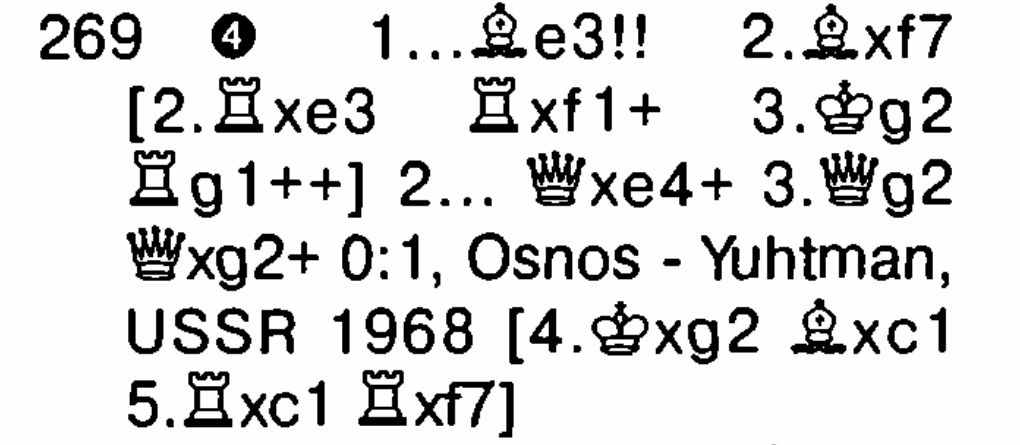 269 ❹ 1...♗e3!! 2.♗xf7
[2.♖xe3 ♖xf1+ 3.♔g2
♖g1++] 2... ♕xe4+ 3.♕g2
♕xg2+ 0:1, Osnos - Yuhtman,
USSR 1968 [4.♔xg2 ♗xc1
5.♖xc1 ♖xf7]